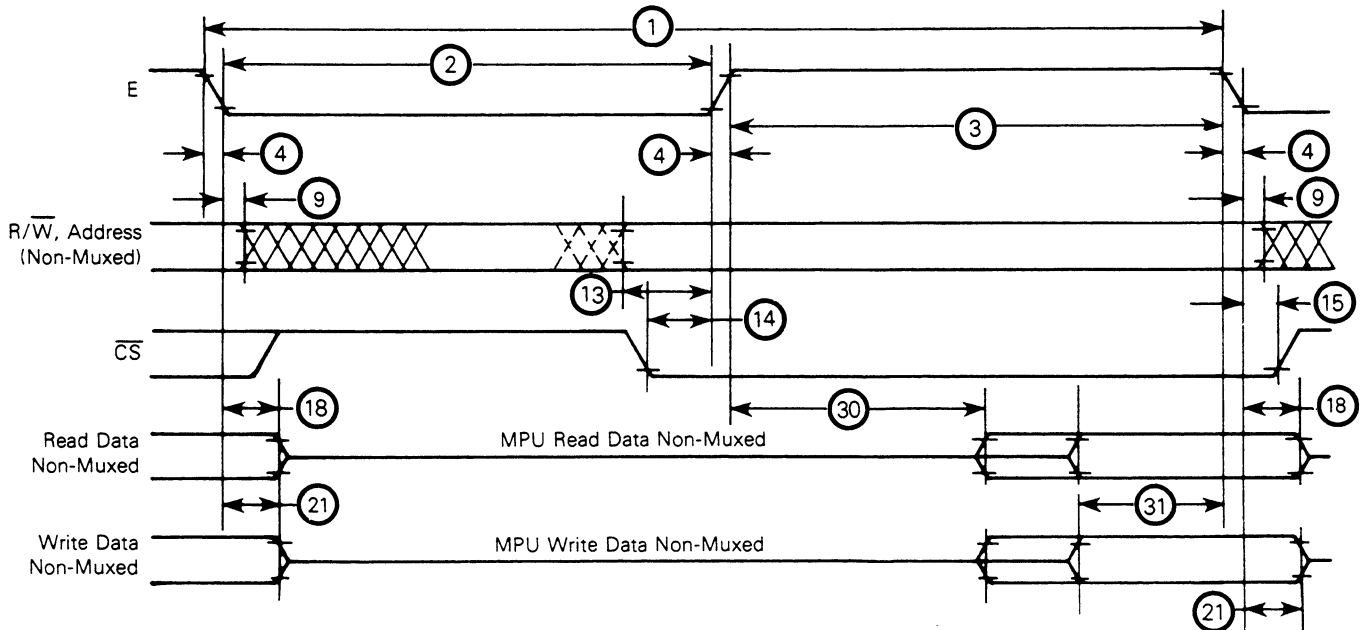 1
2
E
3
4
4
4
9
9
R/W̅, Address
(Non-Muxed)
13
14
15
C̅S̅
18
30
18
Read Data
Non-Muxed
MPU Read Data Non-Muxed
21
31
Write Data
Non-Muxed
MPU Write Data Non-Muxed
21